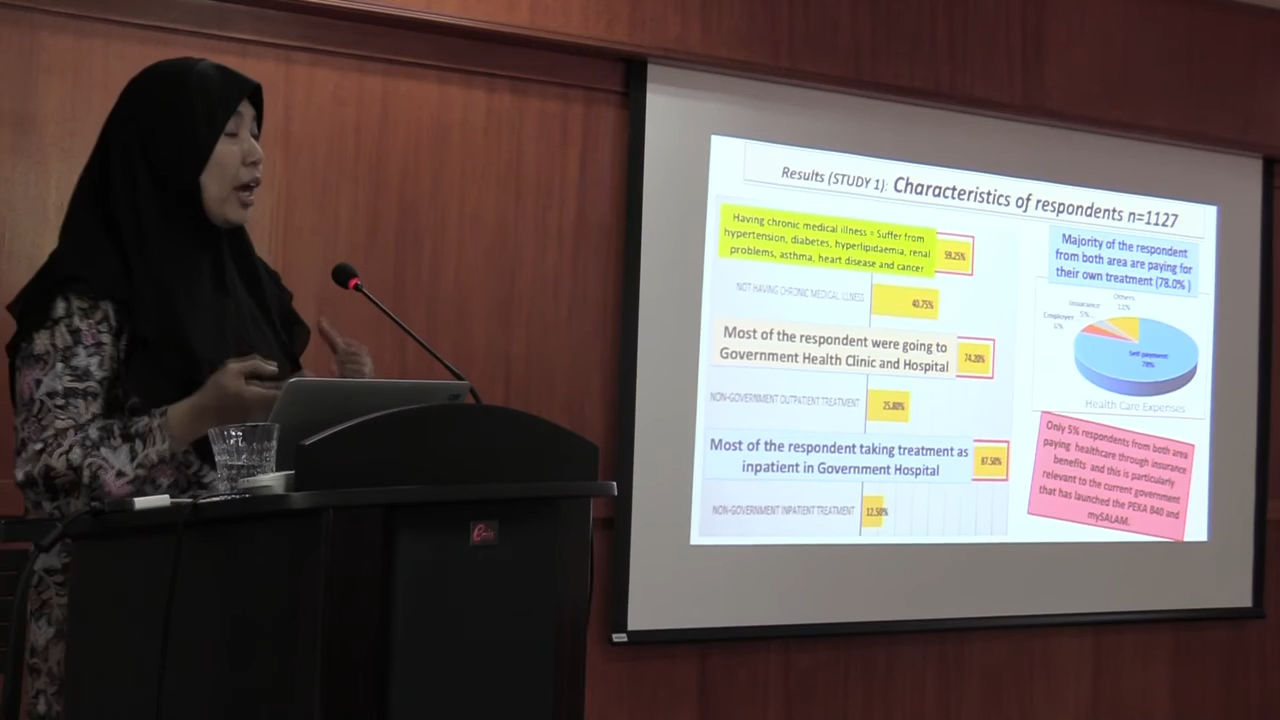 Results (STUDY 1): Characteristics of respondents n=1127
Having chronic medical illness = Suffer from
hypertension, diabetes, hyperlipidaemia, renal
problems, asthma, heart disease and cancer
59.25%
NOT HAVING CHRONIC MEDICAL ILLNESS
40.75%
Most of the respondent were going to
Government Health Clinic and Hospital
74.20%
NON-GOVERNMENT OUTPATIENT TREATMENT
25.80%
Most of the respondent taking treatment as
inpatient in Government Hospital
87.50%
NON-GOVERNMENT INPATIENT TREATMENT
12.50%
Majority of the respondent
from both area are paying for
their own treatment (78.0% )
Others
11%
Insurance
5%
Employer
Self payment
78%
Health Care Expenses
Only 5% respondents from both area
paying healthcare through insurance
benefits and this is particularly
relevant to the current government
that has launched the PEKA B40 and
mySALAM.